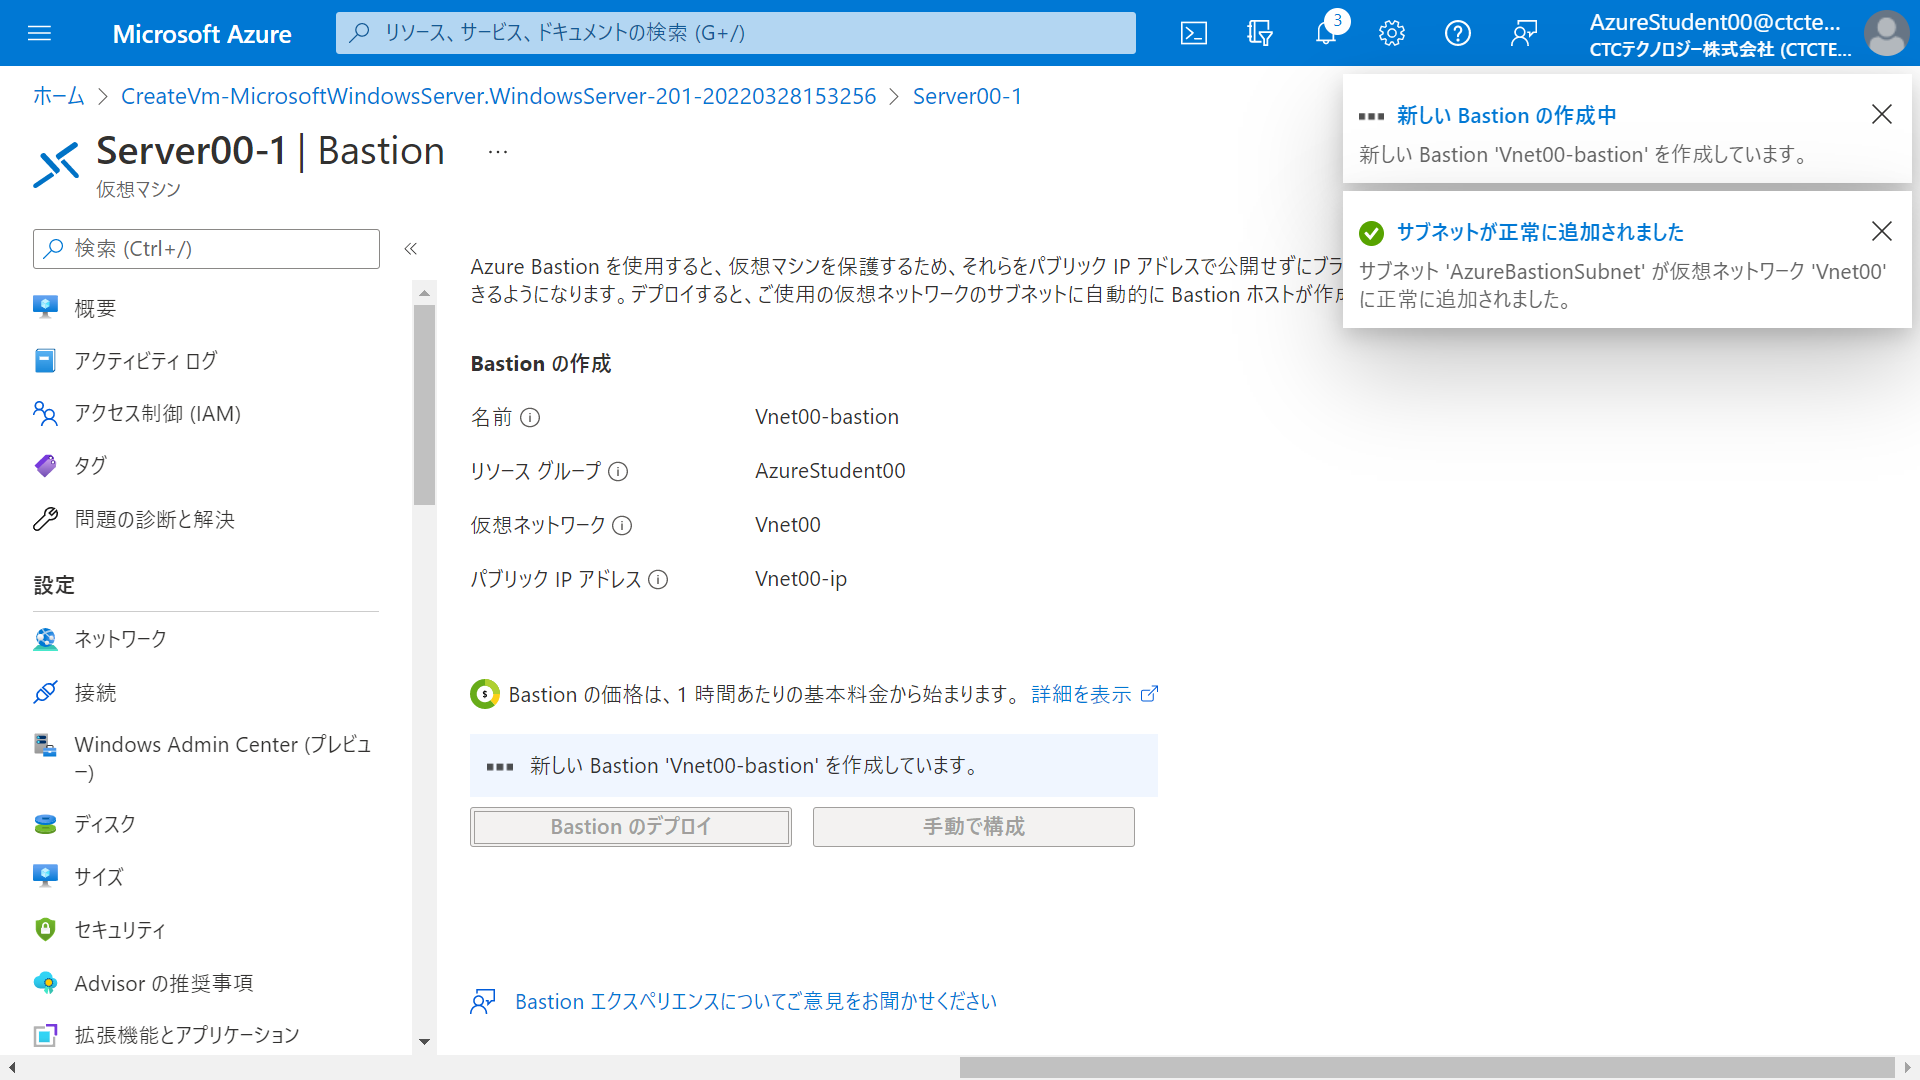 Microsoft Azure
リソース、サービス、ドキュメントの検索 (G+/)
3
AzureStudent00@ctcte...
CTCテクノロジー株式会社 (CTCTE...
ホーム > CreateVm-MicrosoftWindowsServer.WindowsServer-201-20220328153256 > Server00-1
Server00-1 | Bastion ...
仮想マシン
新しい Bastion の作成中
新しい Bastion 'Vnet00-bastion' を作成しています。
サブネットが正常に追加されました
サブネット 'AzureBastionSubnet' が仮想ネットワーク 'Vnet00'
に正常に追加されました。
検索 (Ctrl+/)
概要
アクティビティ ログ
アクセス制御 (IAM)
タグ
問題の診断と解決
設定
ネットワーク
接続
Windows Admin Center (プレビュ
ー)
ディスク
サイズ
セキュリティ
Advisor の推奨事項
拡張機能とアプリケーション
Azure Bastion を使用すると、仮想マシンを保護するため、それらをパブリック IP アドレスで公開せずにブラ
きるようになります。デプロイすると、ご使用の仮想ネットワークのサブネットに自動的に Bastion ホストが作成
Bastion の作成
名前 Vnet00-bastion
リソース グループ AzureStudent00
仮想ネットワーク Vnet00
パブリック IP アドレス Vnet00-ip
Bastion の価格は、1 時間あたりの基本料金から始まります。 詳細を表示
新しい Bastion 'Vnet00-bastion' を作成しています。
Bastion のデプロイ
手動で構成
Bastion エクスペリエンスについてご意見をお聞かせください